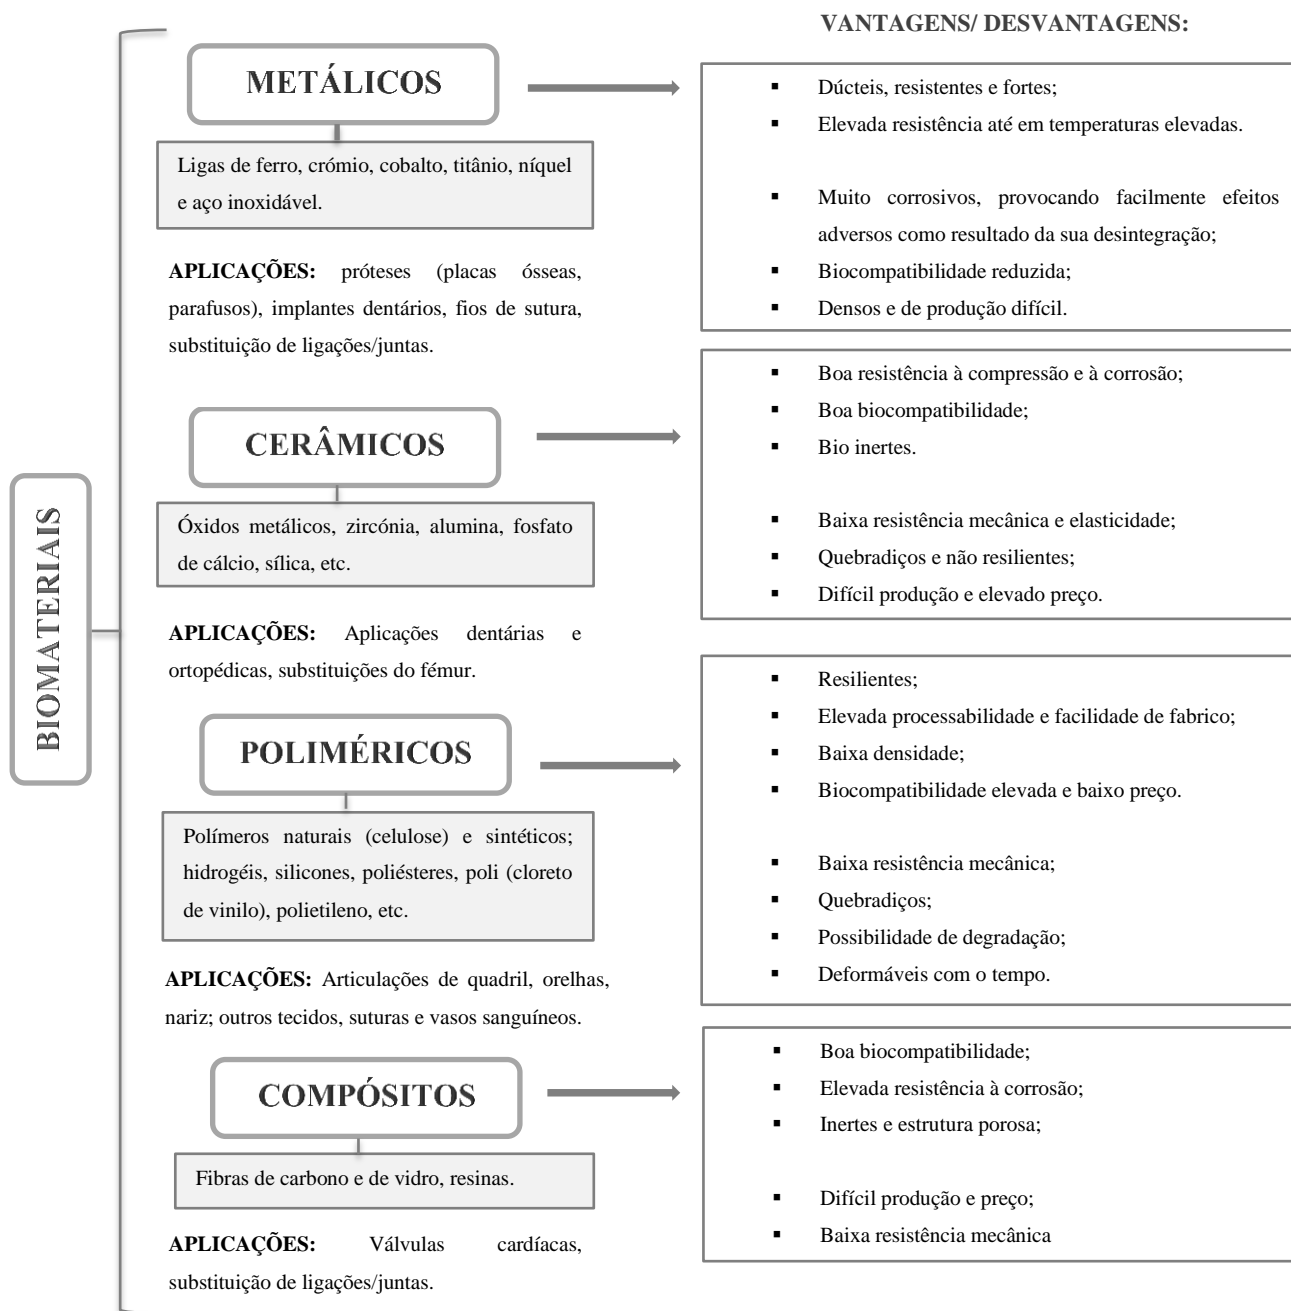 VANTAGENS/ DESVANTAGENS:
BIOMATERIAIS
METÁLICOS
Ligas de ferro, crómio, cobalto, titânio, níquel
e aço inoxidável.
APLICAÇÕES: próteses (placas ósseas,
parafusos), implantes dentários, fios de sutura,
substituição de ligações/juntas.
▪ Dúcteis, resistentes e fortes;
▪ Elevada resistência até em temperaturas elevadas.
▪ Muito corrosivos, provocando facilmente efeitos
adversos como resultado da sua desintegração;
▪ Biocompatibilidade reduzida;
▪ Densos e de produção difícil.
CERÂMICOS
Óxidos metálicos, zircónia, alumina, fosfato
de cálcio, sílica, etc.
APLICAÇÕES: Aplicações dentárias e
ortopédicas, substituições do fémur.
▪ Boa resistência à compressão e à corrosão;
▪ Boa biocompatibilidade;
▪ Bio inertes.
▪ Baixa resistência mecânica e elasticidade;
▪ Quebradiços e não resilientes;
▪ Difícil produção e elevado preço.
POLIMÉRICOS
Polímeros naturais (celulose) e sintéticos;
hidrogéis, silicones, poliésteres, poli (cloreto
de vinilo), polietileno, etc.
APLICAÇÕES: Articulações de quadril, orelhas,
nariz; outros tecidos, suturas e vasos sanguíneos.
▪ Resilientes;
▪ Elevada processabilidade e facilidade de fabrico;
▪ Baixa densidade;
▪ Biocompatibilidade elevada e baixo preço.
▪ Baixa resistência mecânica;
▪ Quebradiços;
▪ Possibilidade de degradação;
▪ Deformáveis com o tempo.
COMPÓSITOS
Fibras de carbono e de vidro, resinas.
APLICAÇÕES: Válvulas cardíacas,
substituição de ligações/juntas.
▪ Boa biocompatibilidade;
▪ Elevada resistência à corrosão;
▪ Inertes e estrutura porosa;
▪ Difícil produção e preço;
▪ Baixa resistência mecânica